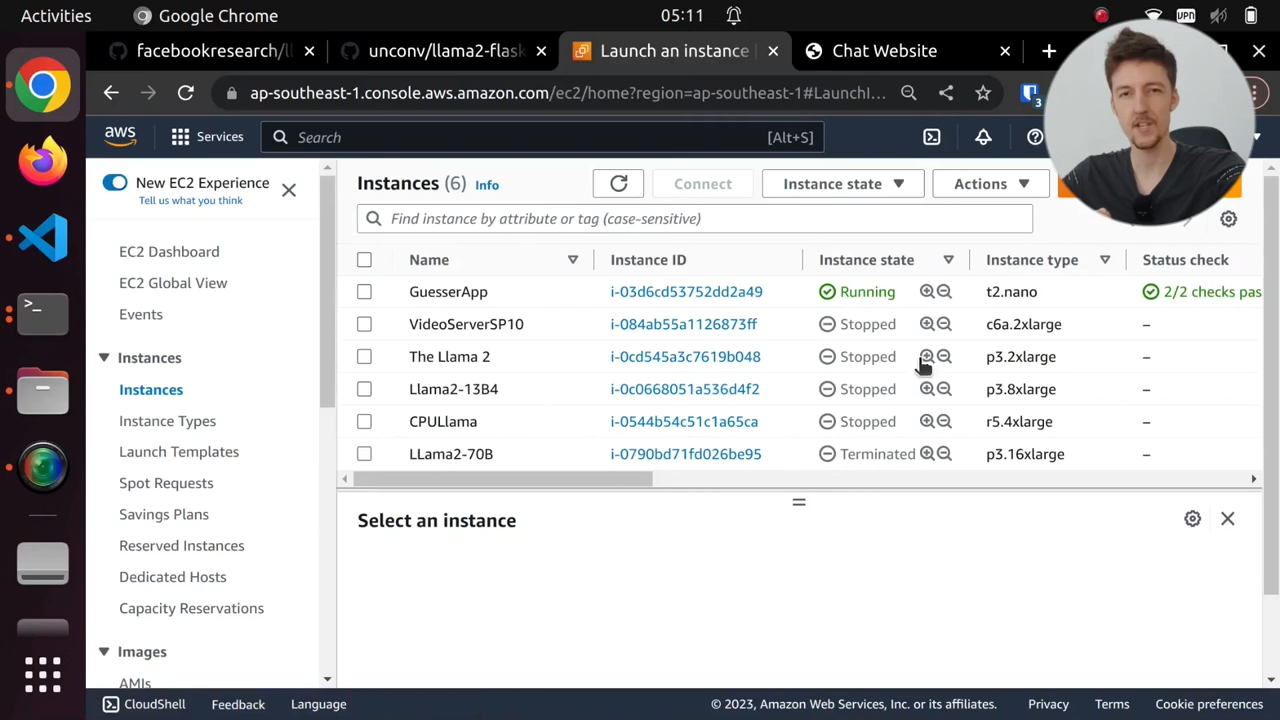 Activities
Google Chrome
05:11
VPN
facebookresearch/ll
unconv/llama2-flask
Launch an instance
Chat Website
ap-southeast-1.console.aws.amazon.com/ec2/home?region=ap-southeast-1#LaunchI...
3
aws
Services
Search
[Alt+S]
New EC2 Experience
Tell us what you think
EC2 Dashboard
EC2 Global View
Events
Instances
Instances
Instance Types
Launch Templates
Spot Requests
Savings Plans
Reserved Instances
Dedicated Hosts
Capacity Reservations
Images
AMIs
Instances (6) Info
Connect
Instance state
Actions
Find instance by attribute or tag (case-sensitive)
Name Instance ID Instance state Instance type Status check
GuesserApp i-03d6cd53752dd2a49 Running t2.nano 2/2 checks pas
VideoServerSP10 i-084ab55a1126873ff Stopped c6a.2xlarge –
The Llama 2 i-0cd545a3c7619b048 Stopped p3.2xlarge –
Llama2-13B4 i-0c0668051a536d4f2 Stopped p3.8xlarge –
CPULlama i-0544b54c51c1a65ca Stopped r5.4xlarge –
LLama2-70B i-0790bd71fd026be95 Terminated p3.16xlarge –
Select an instance
CloudShell
Feedback
Language
© 2023, Amazon Web Services, Inc. or its affiliates.
Privacy
Terms
Cookie preferences